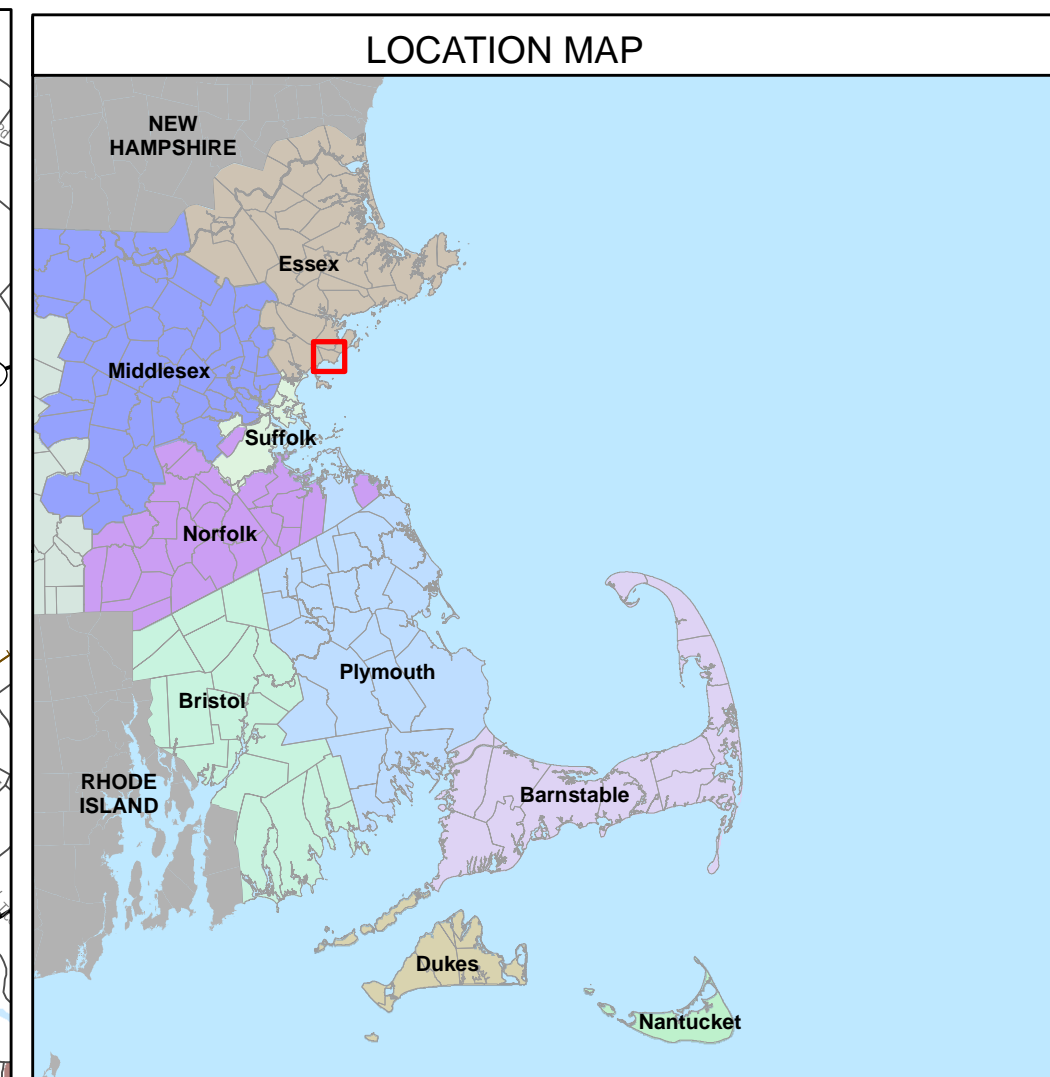 LOCATION MAP
NEW
HAMPSHIRE
Essex
Middlesex
Suffolk
Norfolk
Plymouth
Bristol
RHODE
ISLAND
Barnstable
Dukes
Nantucket